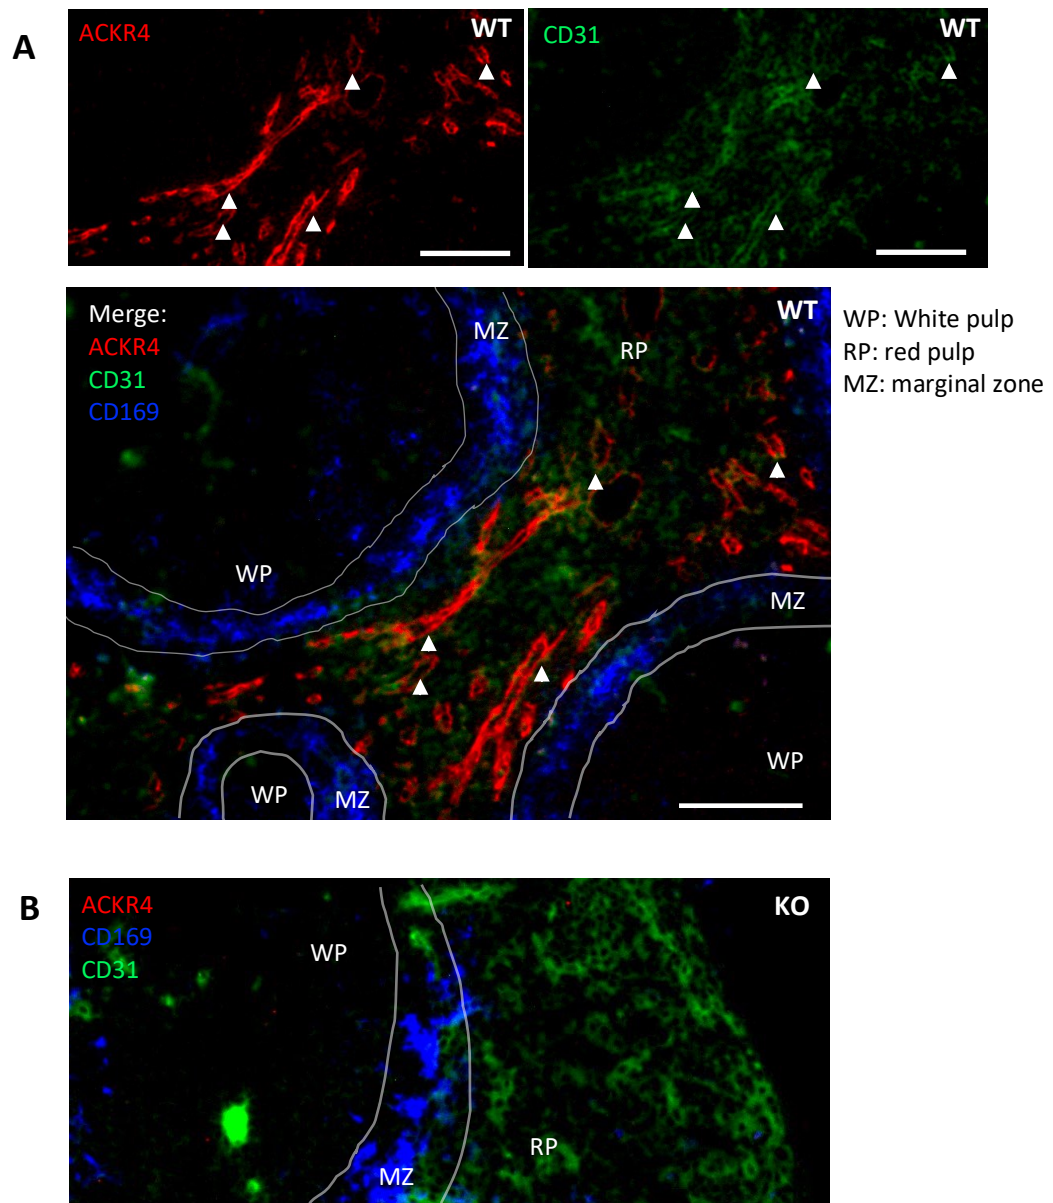 A
ACKR4
WT
CD31
WT
Merge:
ACKR4
CD31
CD169
MZ
RP
WT
WP
MZ
WP
MZ
WP
WP: White pulp
RP: red pulp
MZ: marginal zone
B
ACKR4
CD169
CD31
WP
KO
RP
MZ